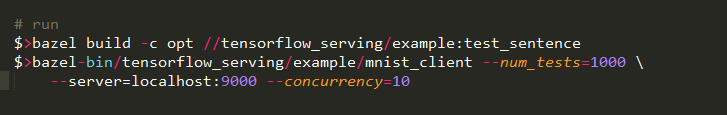 # run
$>bazel build -c opt //tensorflow_serving/example:test_sentence
$>bazel-bin/tensorflow_serving/example/mnist_client --num_tests=1000 \
--server=localhost:9000 --concurrency=10